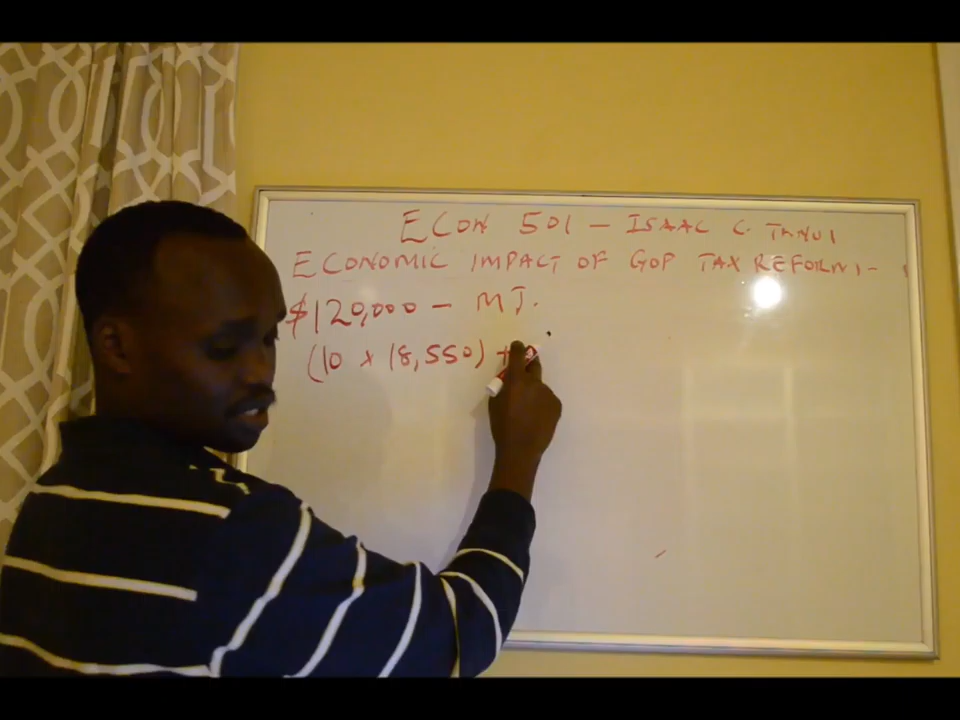 ECON 501 - ISAAC C. TANUI
ECONOMIC IMPACT OF GOP TAX REFORM -
$120,000 - MJ.
(10 x 18,550) +